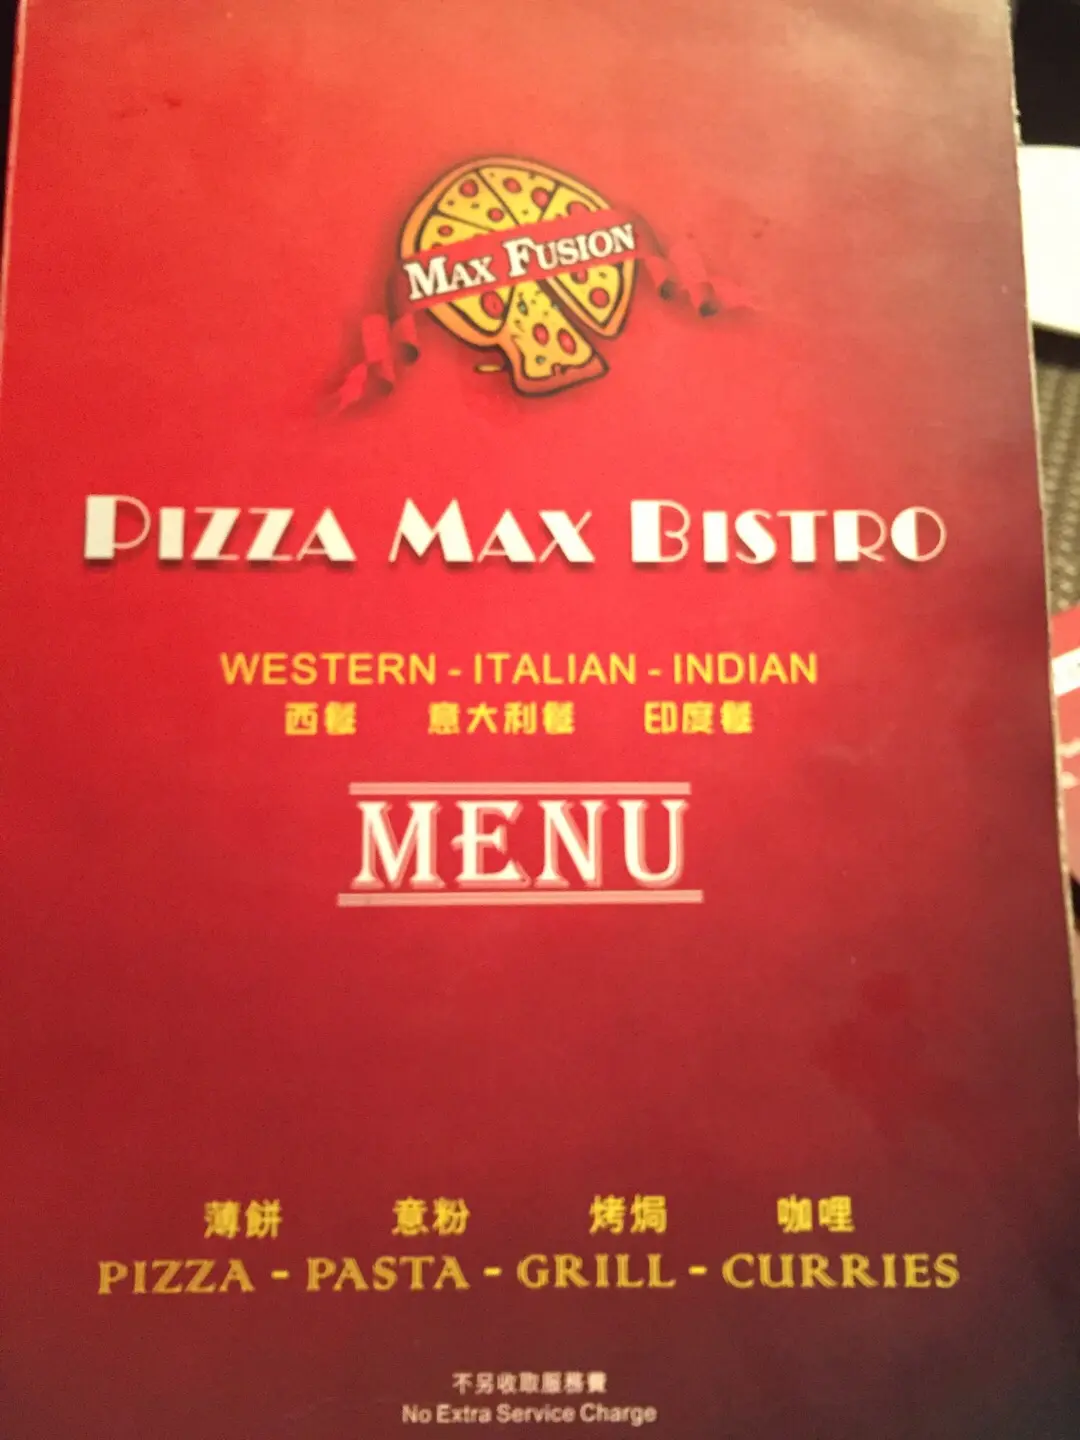 MAX FUSION
PIZZA MAX BISTRO
WESTERN - ITALIAN - INDIAN
西餐 意大利餐 印度餐
MENU
薄餅 意粉 烤焗 咖哩
PIZZA - PASTA - GRILL - CURRIES
不另收取服務費
No Extra Service Charge